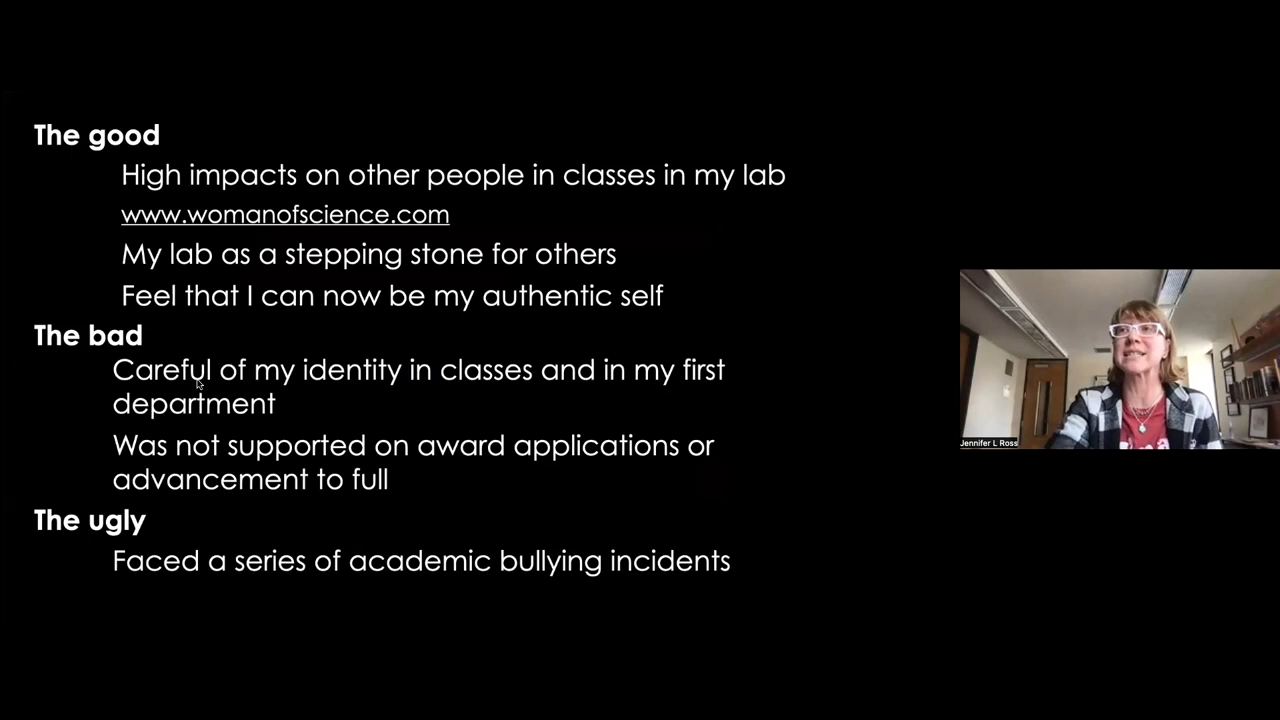 The good
High impacts on other people in classes in my lab
www.womanofscience.com
My lab as a stepping stone for others
Feel that I can now be my authentic self
The bad
Careful of my identity in classes and in my first
department
Was not supported on award applications or
advancement to full
The ugly
Faced a series of academic bullying incidents
Jennifer L Ross